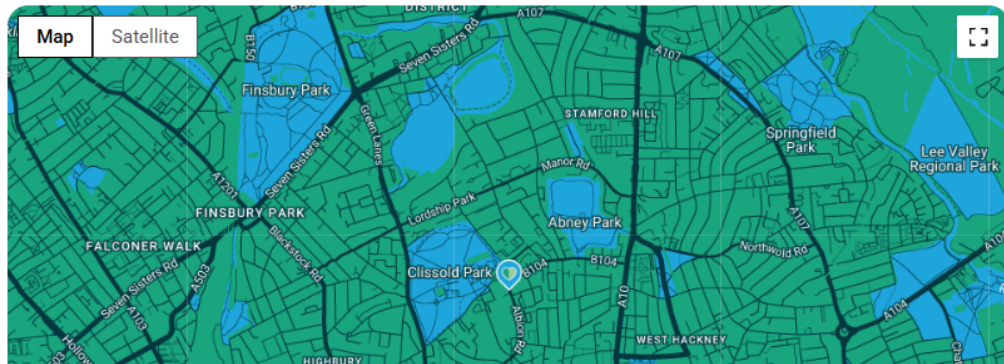 Map
Satellite
DISTRICT
A107
B150
Seven Sisters Rd
A107
Finsbury Park
Green Lanes
STAMFORD HILL
Springfield
Park
Lee Valley
Regional Park
Seven Sisters Rd
Manor Rd
A1201
Lordship Park
FINSBURY PARK
Abney Park
A107
Blackstock Rd
FALCONER WALK
Northwold Rd
A104
Clissold Park
B104
B104
Seven Sisters Rd
A503
A10
A104
A103
Albion Rd
WEST HACKNEY
HIGHBURY